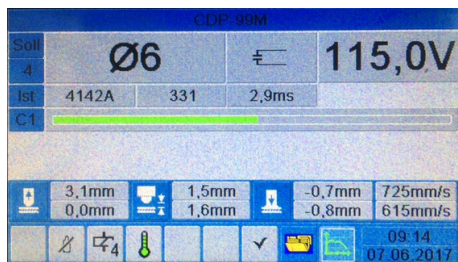 CDP-99M
Soll 4 Ø6 115,0V
Ist 4142A 331 2,9ms
C1
3,1mm 1,5mm -0,7mm 725mm/s
0,0mm 1,6mm -0,8mm 615mm/s
4 09:14
07.06.2017